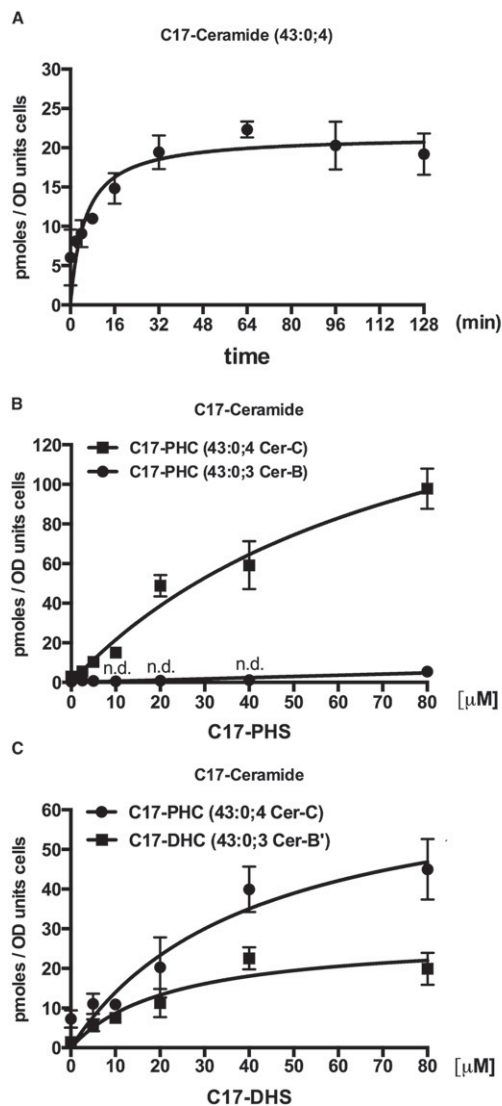 A
C17-Ceramide (43:0;4)
30
25
20
15
10
5
0
pmoles / OD units cells
0 16 32 48 64 80 96 112 128 (min)
time
B
C17-Ceramide
C17-PHC (43:0;4 Cer-C)
C17-PHC (43:0;3 Cer-B)
120
100
80
60
40
20
0
pmoles / OD units cells
n.d. n.d. n.d.
0 10 20 30 40 50 60 70 80 [µM]
C17-PHS
C
C17-Ceramide
C17-PHC (43:0;4 Cer-C)
C17-DHC (43:0;3 Cer-B')
60
50
40
30
20
10
0
pmoles / OD units cells
0 10 20 30 40 50 60 70 80 [µM]
C17-DHS